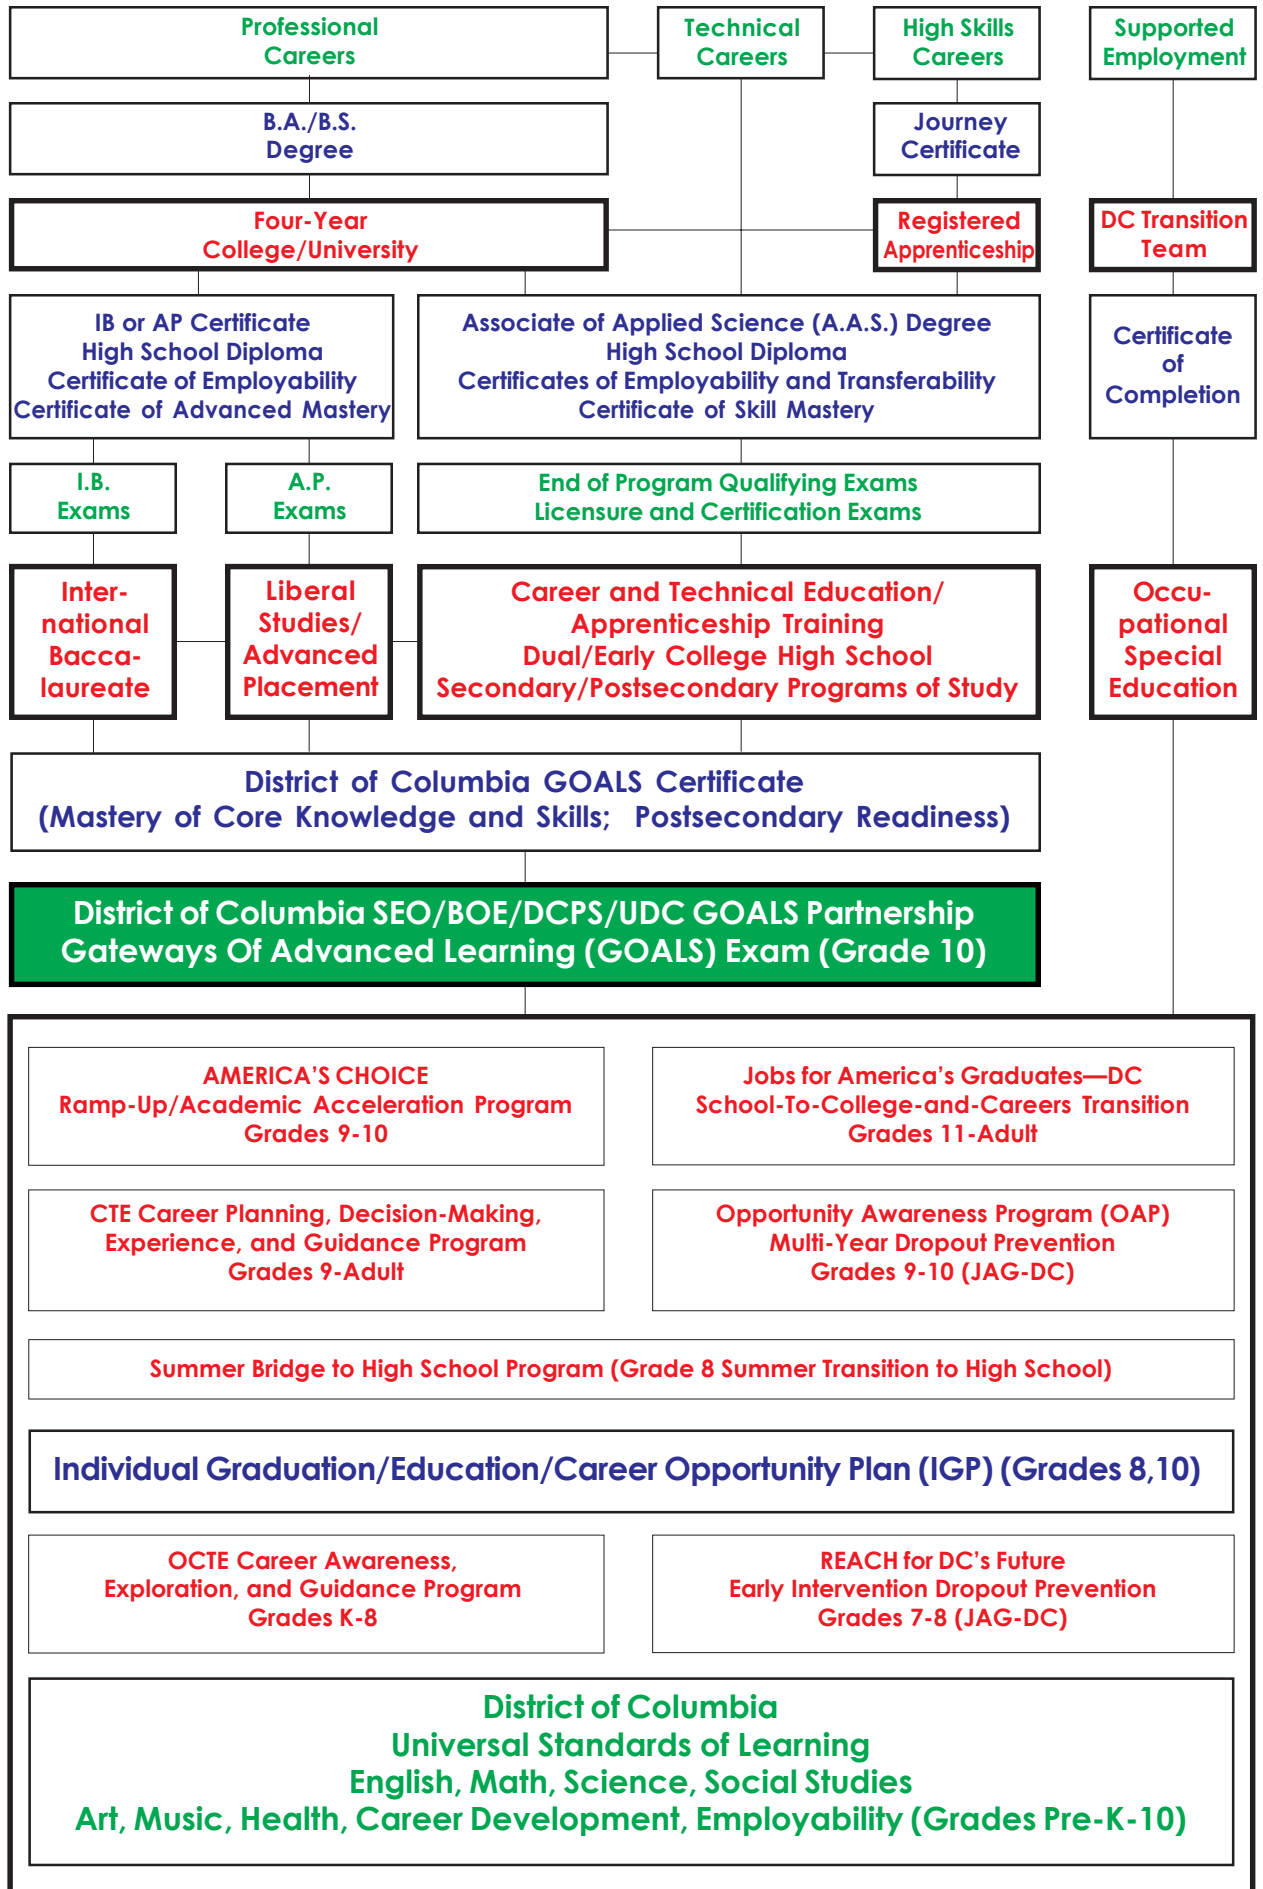 Professional
Careers
Technical
Careers
High Skills
Careers
Supported
Employment
B.A./B.S.
Degree
Journey
Certificate
Four-Year
College/University
Registered
Apprenticeship
DC Transition
Team
IB or AP Certificate
High School Diploma
Certificate of Employability
Certificate of Advanced Mastery
Associate of Applied Science (A.A.S.) Degree
High School Diploma
Certificates of Employability and Transferability
Certificate of Skill Mastery
Certificate
of
Completion
I.B.
Exams
A.P.
Exams
End of Program Qualifying Exams
Licensure and Certification Exams
Inter-
national
Bacca-
laureate
Liberal
Studies/
Advanced
Placement
Career and Technical Education/
Apprenticeship Training
Dual/Early College High School
Secondary/Postsecondary Programs of Study
Occu-
pational
Special
Education
District of Columbia GOALS Certificate
(Mastery of Core Knowledge and Skills; Postsecondary Readiness)
District of Columbia SEO/BOE/DCPS/UDC GOALS Partnership
Gateways Of Advanced Learning (GOALS) Exam (Grade 10)
AMERICA'S CHOICE
Ramp-Up/Academic Acceleration Program
Grades 9-10
Jobs for America's Graduates—DC
School-To-College-and-Careers Transition
Grades 11-Adult
CTE Career Planning, Decision-Making,
Experience, and Guidance Program
Grades 9-Adult
Opportunity Awareness Program (OAP)
Multi-Year Dropout Prevention
Grades 9-10 (JAG-DC)
Summer Bridge to High School Program (Grade 8 Summer Transition to High School)
Individual Graduation/Education/Career Opportunity Plan (IGP) (Grades 8,10)
OCTE Career Awareness,
Exploration, and Guidance Program
Grades K-8
REACH for DC's Future
Early Intervention Dropout Prevention
Grades 7-8 (JAG-DC)
District of Columbia
Universal Standards of Learning
English, Math, Science, Social Studies
Art, Music, Health, Career Development, Employability (Grades Pre-K-10)